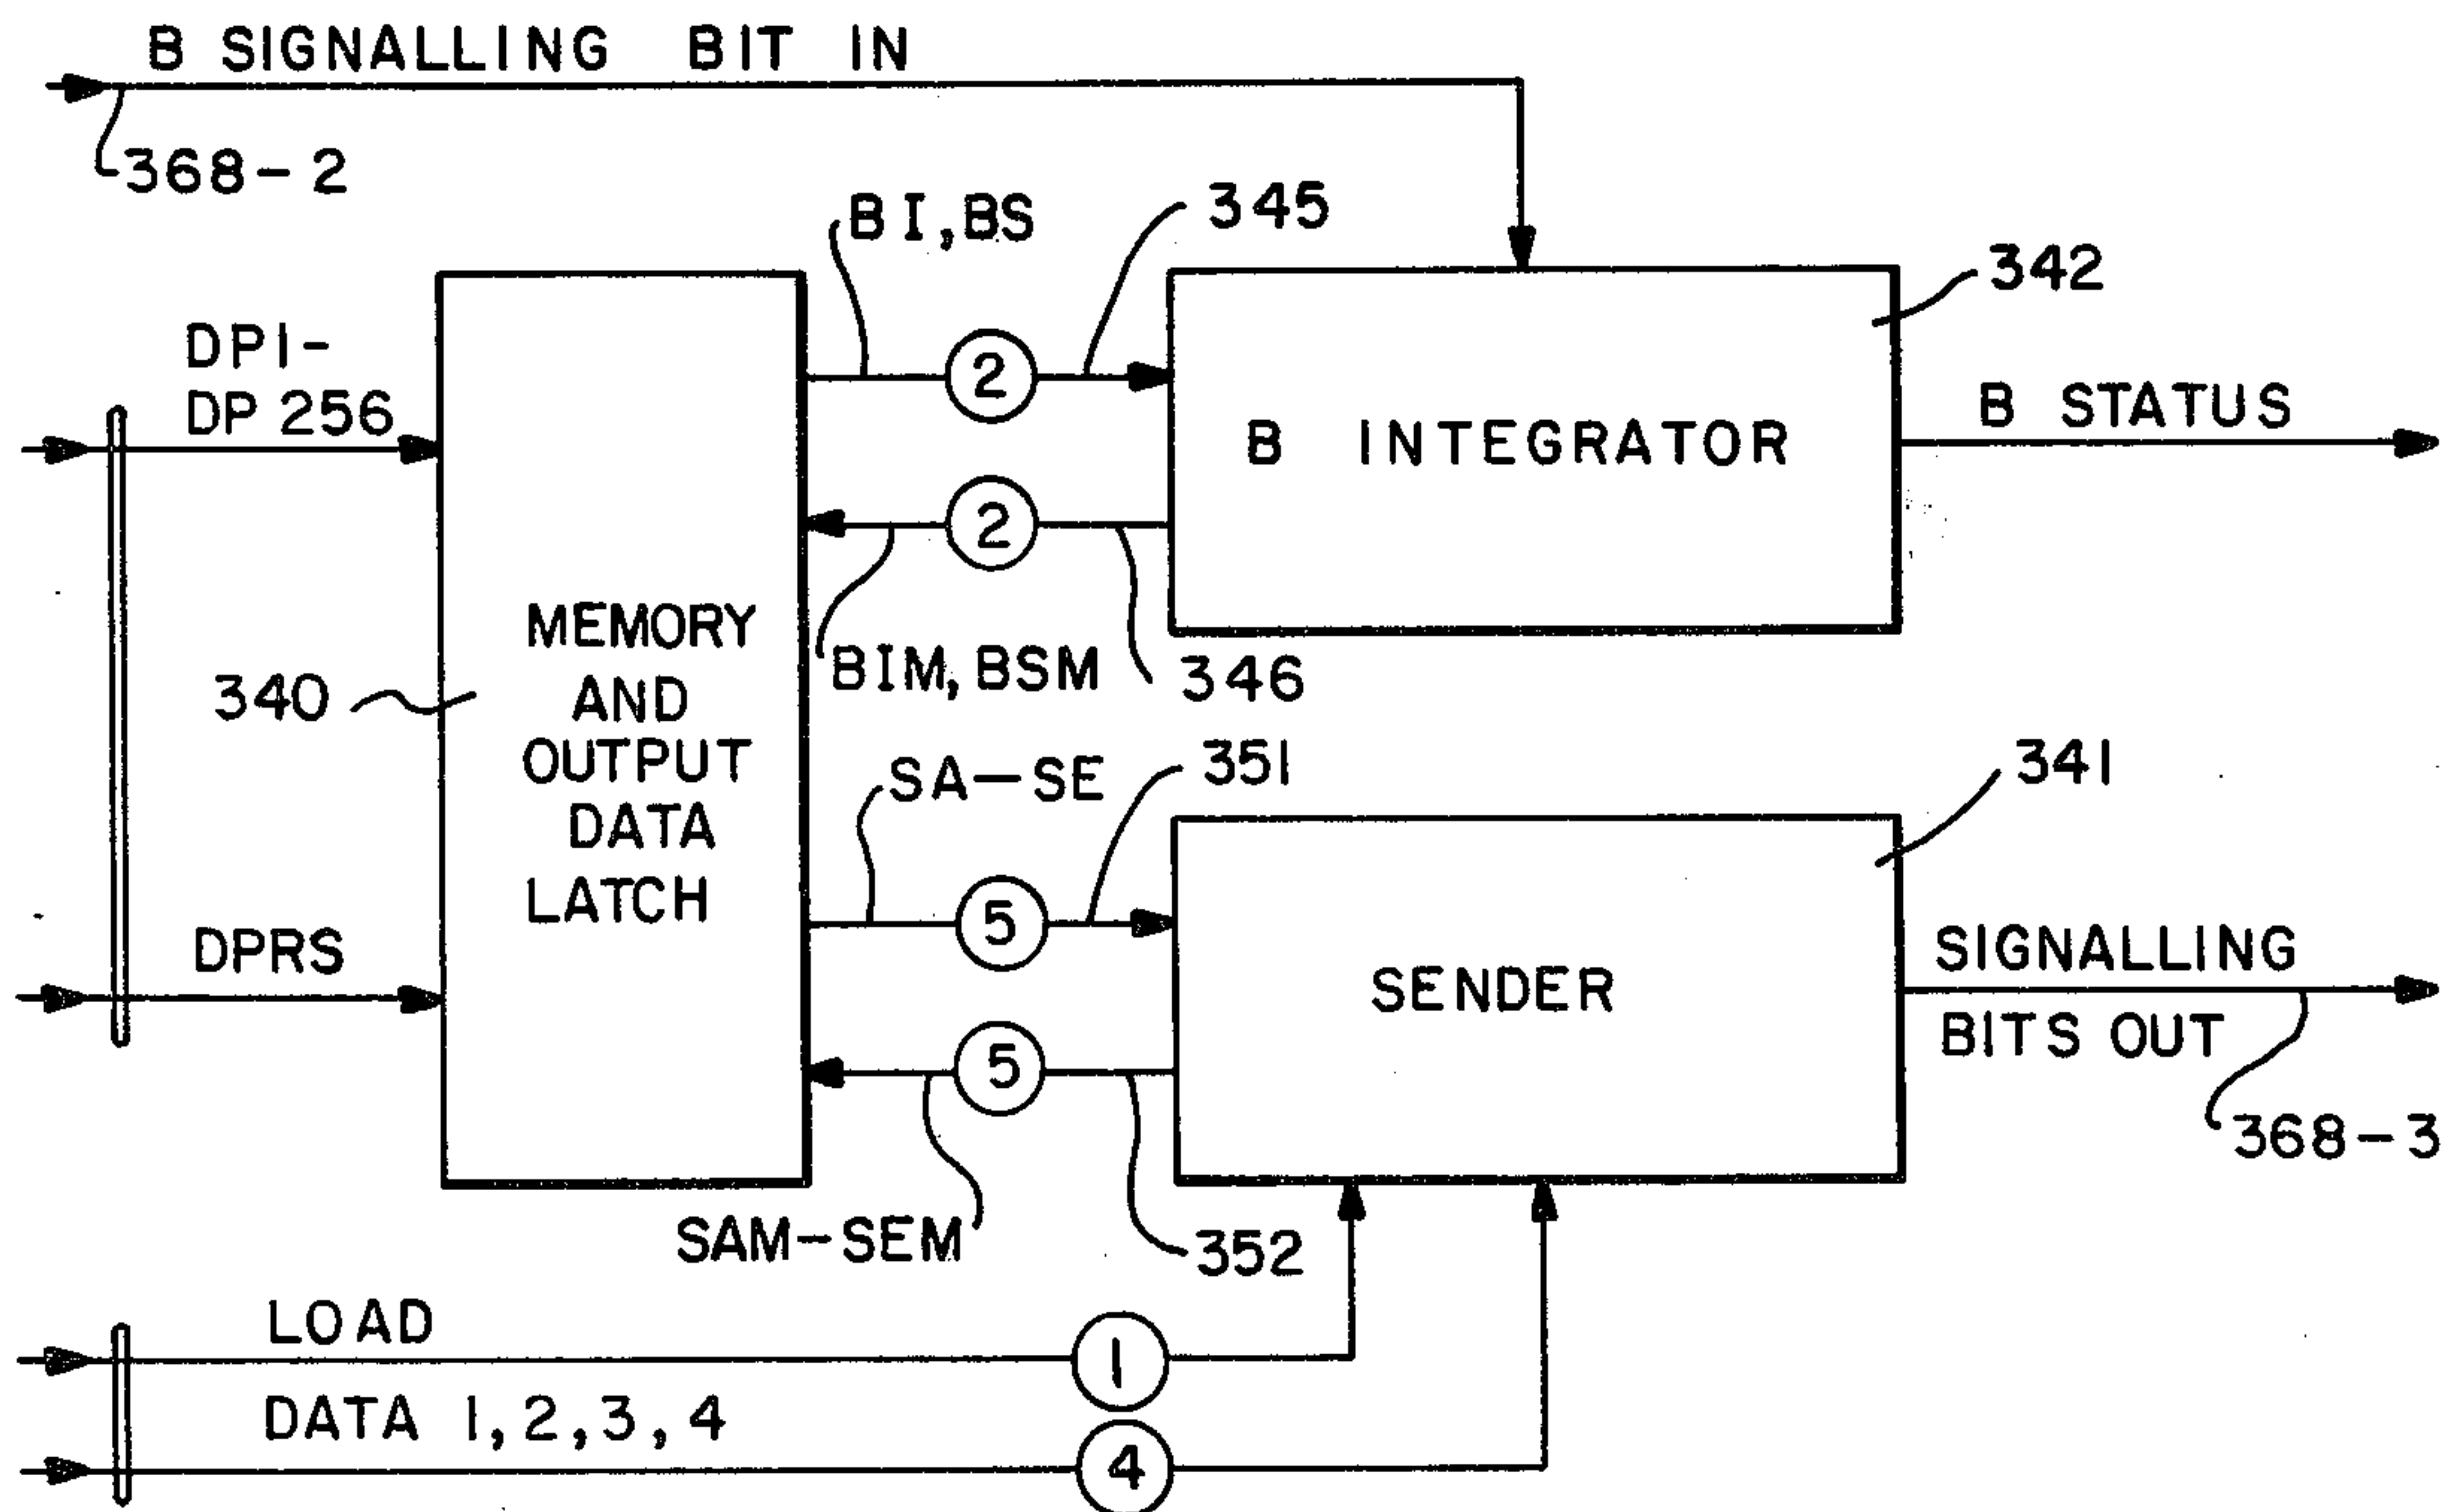 B SIGNALLING BIT IN
368-2
BI,BS
345
342
DP1-
DP 256
2
B INTEGRATOR
B STATUS
2
BIM, BSM
346
340
MEMORY
AND
OUTPUT
DATA
LATCH
SA-SE
351
341
DPRS
5
SENDER
SIGNALLING
BITS OUT
5
368-3
SAM-SEM
352
LOAD
1
DATA 1,2,3,4
4